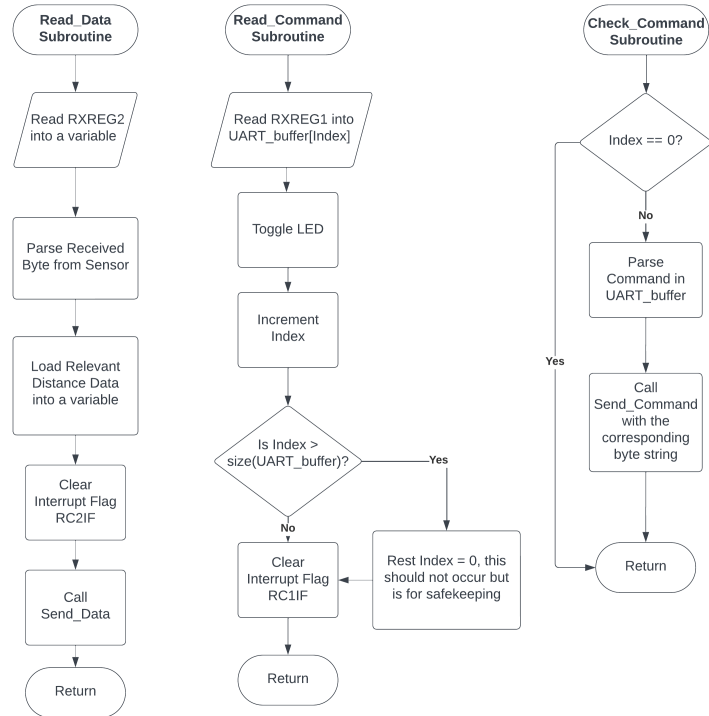 Read_Data
Subroutine
Read RXREG2
into a variable
Parse Received
Byte from Sensor
Load Relevant
Distance Data
into a variable
Clear
Interrupt Flag
RC2IF
Call
Send_Data
Return
Read_Command
Subroutine
Read RXREG1 into
UART_buffer[Index]
Toggle LED
Increment
Index
Is Index >
size(UART_buffer)?
Yes
No
Rest Index = 0, this
should not occur but
is for safekeeping
Clear
Interrupt Flag
RC1IF
Return
Check_Command
Subroutine
Index == 0?
No
Yes
Parse
Command in
UART_buffer
Call
Send_Command
with the
corresponding
byte string
Return